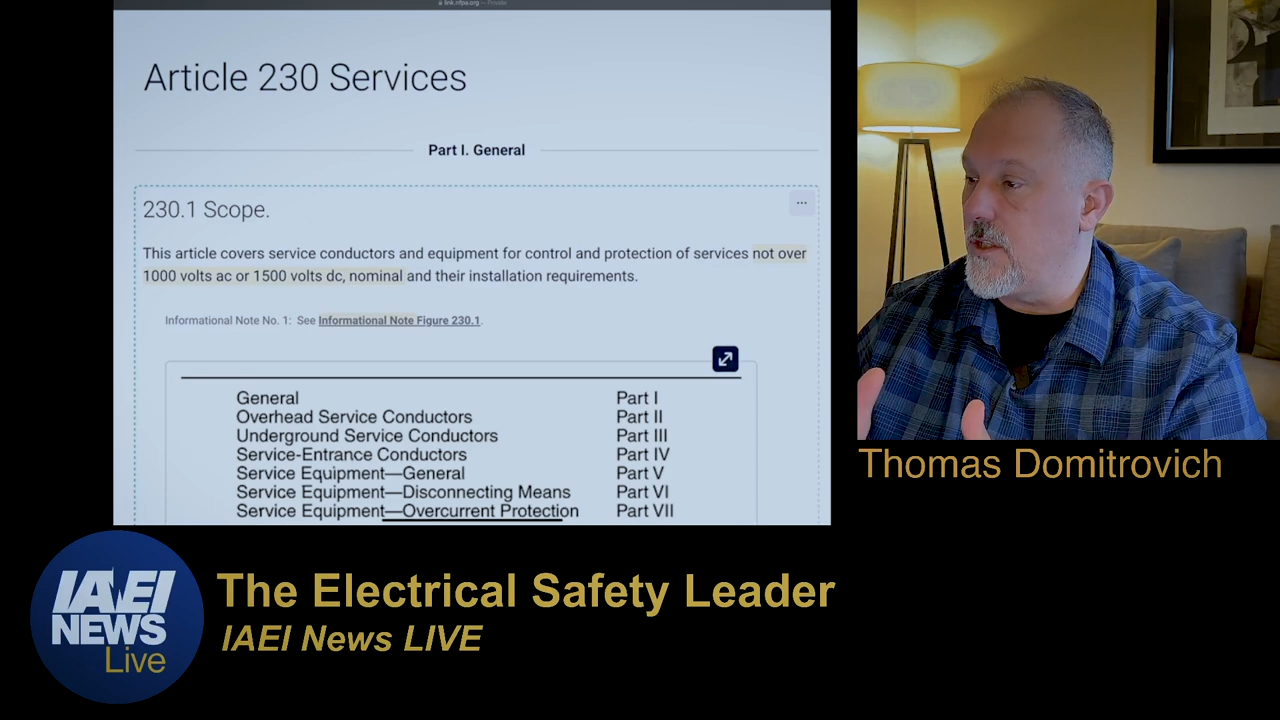 link.nfpa.org — Private
Article 230 Services
Part I. General
230.1 Scope.
This article covers service conductors and equipment for control and protection of services not over
1000 volts ac or 1500 volts dc, nominal and their installation requirements.
Informational Note No. 1: See Informational Note Figure 230.1.
General Part I
Overhead Service Conductors Part II
Underground Service Conductors Part III
Service-Entrance Conductors Part IV
Service Equipment—General Part V
Service Equipment—Disconnecting Means Part VI
Service Equipment—Overcurrent Protection Part VII
Thomas Domitrovich
IAEI
NEWS
Live
The Electrical Safety Leader
IAEI News LIVE